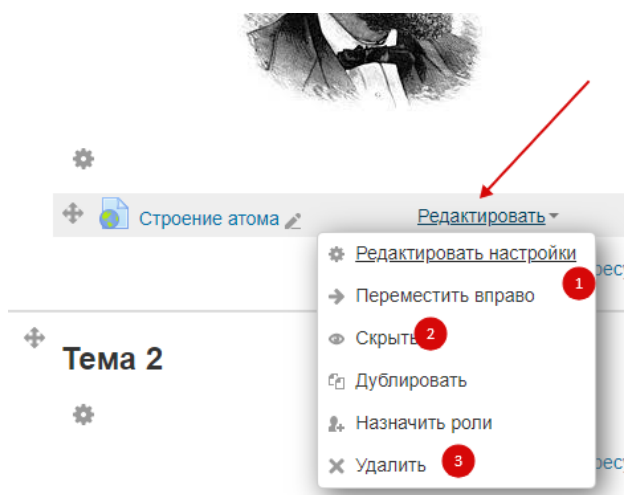 Строение атома
Редактировать
Редактировать настройки
1
Переместить вправо
Скрыть
2
Тема 2
Дублировать
Назначить роли
Удалить
3